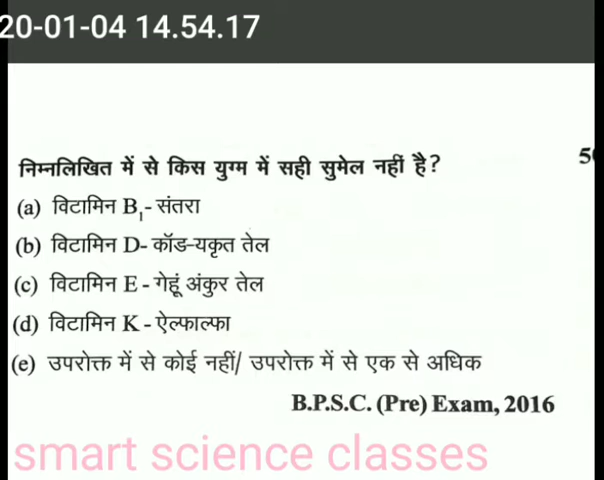 20-01-04 14.54.17
निम्नलिखित में से किस युग्म में सही सुमेल नहीं है?
(a) विटामिन B₁- संतरा
(b) विटामिन D- कॉड-यकृत तेल
(c) विटामिन E - गेहूं अंकुर तेल
(d) विटामिन K - ऐल्फाल्फा
(e) उपरोक्त में से कोई नहीं/ उपरोक्त में से एक से अधिक
B.P.S.C. (Pre) Exam, 2016
smart science classes